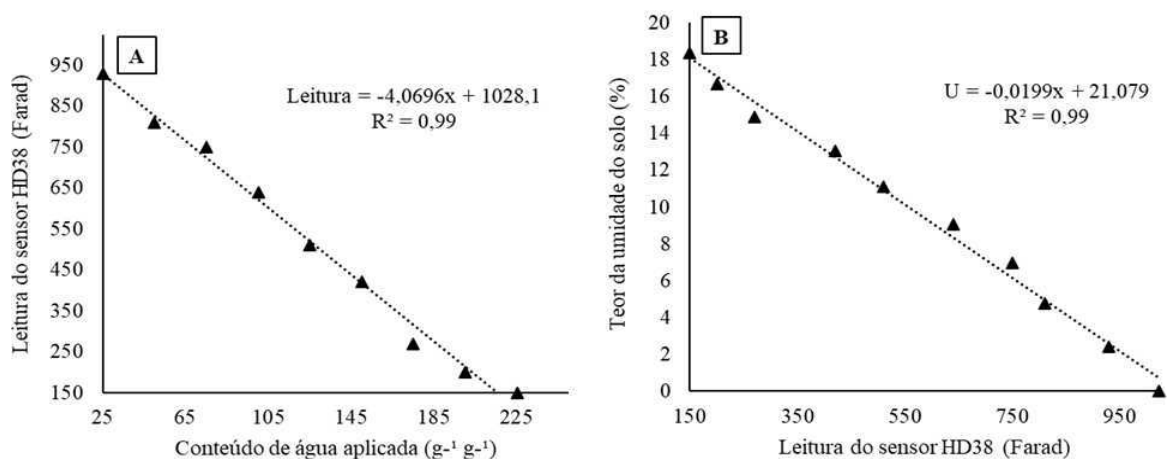 A
950
850
750
650
550
450
350
250
150
Leitura do sensor HD38 (Farad)
Leitura = -4,0696x + 1028,1
R² = 0,99
25 65 105 145 185 225
Conteúdo de água aplicada (g-¹ g-¹)
B
20
18
16
14
12
10
8
6
4
2
0
Teor da umidade do solo (%)
U = -0,0199x + 21,079
R² = 0,99
150 350 550 750 950
Leitura do sensor HD38 (Farad)